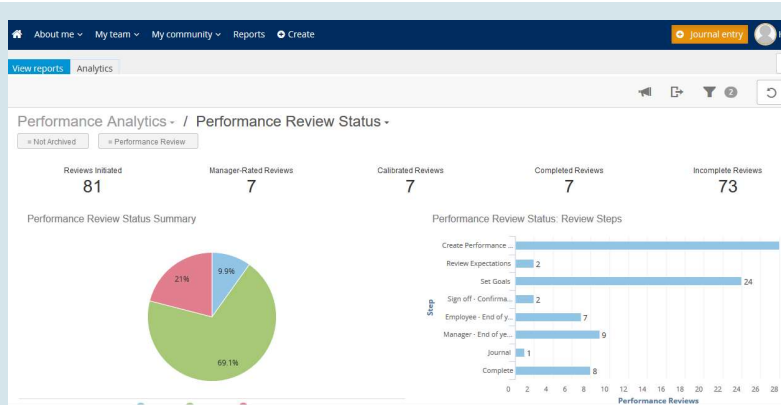 About me My team My community Reports Create Journal entry
View reports Analytics
2
Performance Analytics - / Performance Review Status -
= Not Archived = Performance Review
Reviews Initiated Manager-Rated Reviews Calibrated Reviews Completed Reviews Incomplete Reviews
81 7 7 7 73
Performance Review Status Summary
21%
9.9%
69.1%
Performance Review Status: Review Steps
Step
Create Performance ...
Review Expectations 2
Set Goals 24
Sign off - Confirma... 2
Employee - End of y... 7
Manager - End of ye... 9
Journal 1
Complete 8
0 2 4 6 8 10 12 14 16 18 20 22 24 26 28
Performance Reviews